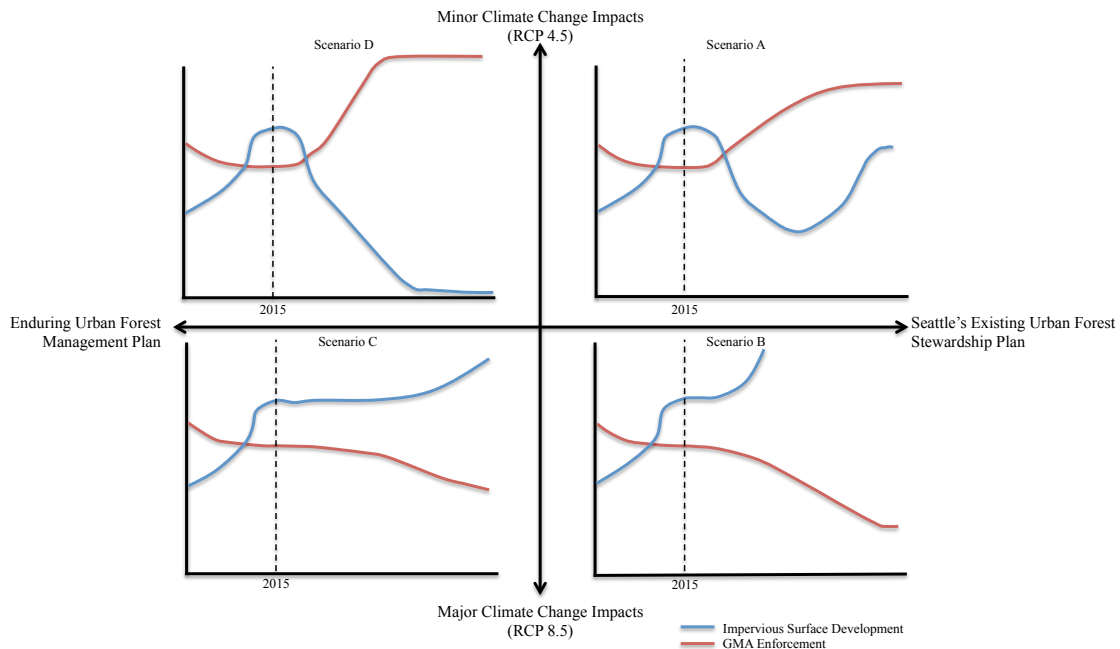 Minor Climate Change Impacts
(RCP 4.5)
Scenario D
Scenario A
2015
2015
Enduring Urban Forest
Management Plan
Seattle's Existing Urban Forest
Stewardship Plan
Scenario C
Scenario B
2015
2015
Major Climate Change Impacts
(RCP 8.5)
Impervious Surface Development
GMA Enforcement